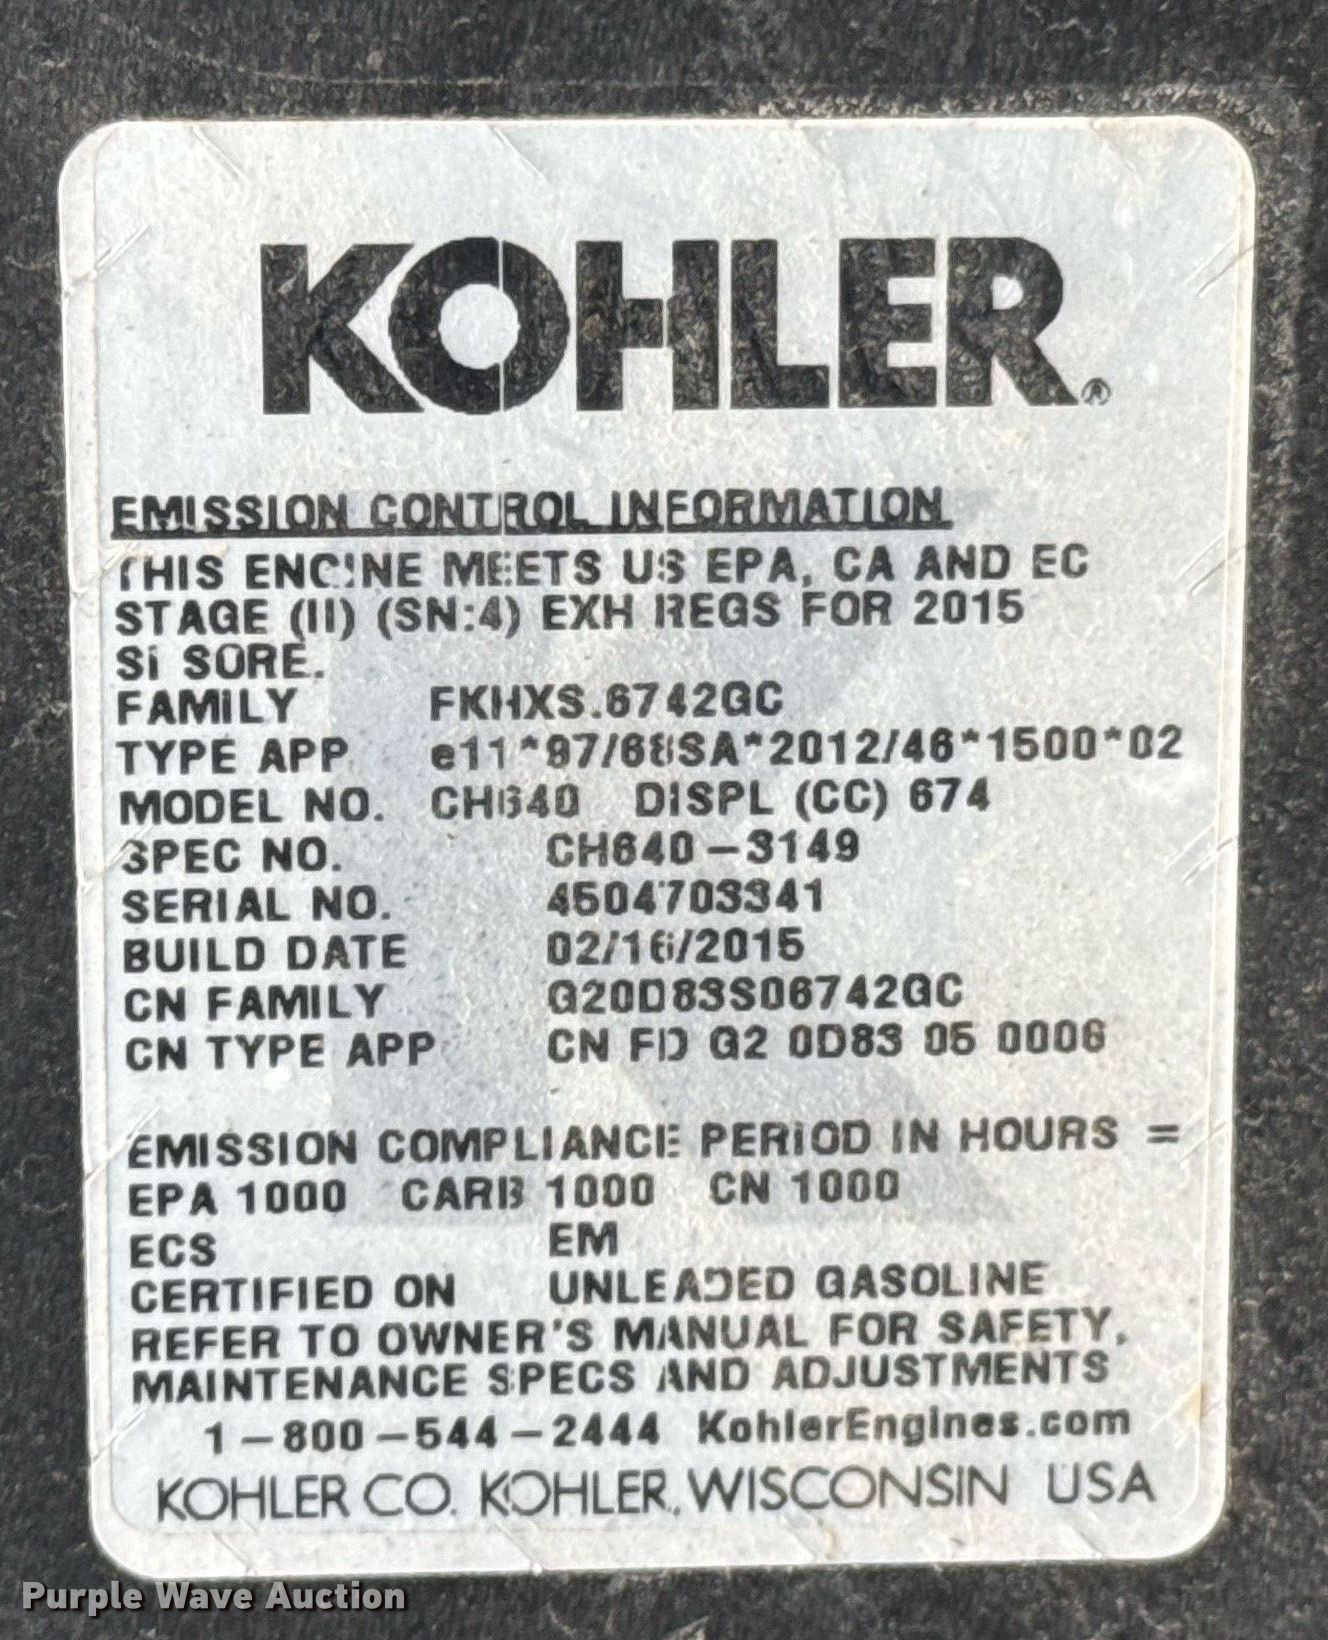 KOHLER®
EMISSION CONTROL INFORMATION
THIS ENGINE MEETS US EPA, CA AND EC
STAGE (II) (SN:4) EXH REGS FOR 2015
SI SORE.
FAMILY FKHXS.6742GC
TYPE APP e11*97/68SA*2012/46*1500*02
MODEL NO. CH640 DISPL (CC) 674
SPEC NO. CH640-3149
SERIAL NO. 4504703341
BUILD DATE 02/16/2015
CN FAMILY G20D83S06742GC
CN TYPE APP CN FD G2 0D83 05 0006
EMISSION COMPLIANCE PERIOD IN HOURS =
EPA 1000 CARB 1000 CN 1000
ECS EM
CERTIFIED ON UNLEADED GASOLINE
REFER TO OWNER'S MANUAL FOR SAFETY,
MAINTENANCE SPECS AND ADJUSTMENTS
1-800-544-2444 KohlerEngines.com
KOHLER CO. KOHLER, WISCONSIN USA
Purple Wave Auction